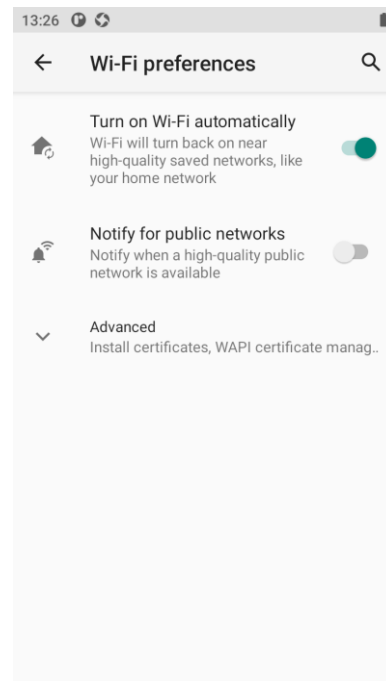 13:26
Wi-Fi preferences
Turn on Wi-Fi automatically
Wi-Fi will turn back on near
high-quality saved networks, like
your home network
Notify for public networks
Notify when a high-quality public
network is available
Advanced
Install certificates, WAPI certificate manag..